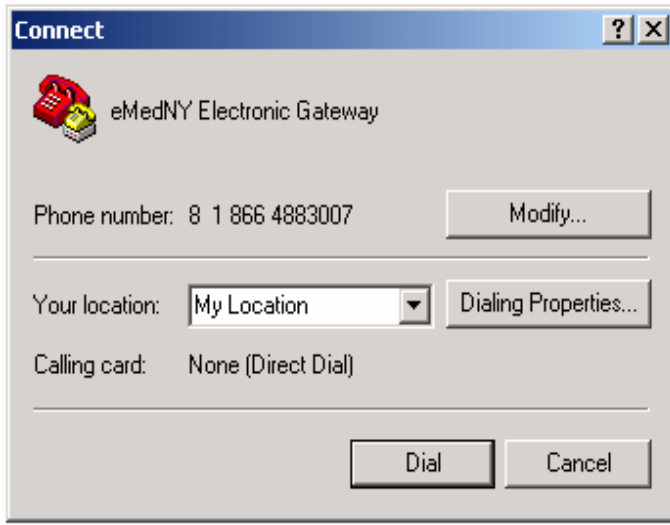 Connect
eMedNY Electronic Gateway
Phone number: 8 1 866 4883007 Modify...
Your location: My Location Dialing Properties...
Calling card: None (Direct Dial)
Dial Cancel